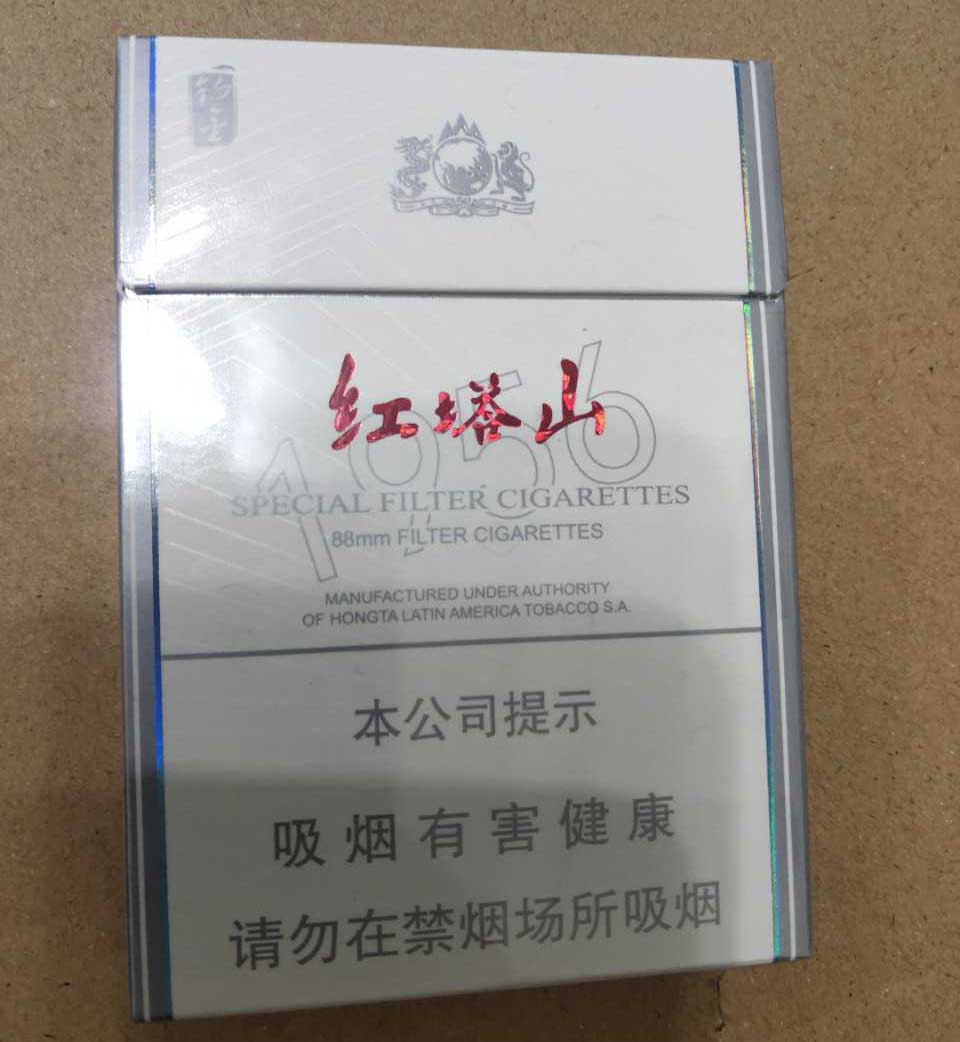 红塔山
1956
SPECIAL FILTER CIGARETTES
88mm FILTER CIGARETTES
MANUFACTURED UNDER AUTHORITY
OF HONGTA LATIN AMERICA TOBACCO S.A.
本公司提示
吸烟有害健康
请勿在禁烟场所吸烟